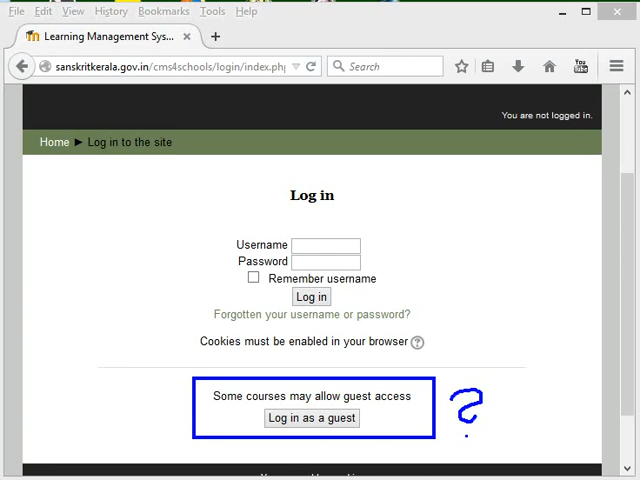 File Edit View History Bookmarks Tools Help
Learning Management Sys...
sanskritkerala.gov.in/cms4schools/login/index.php
Search
You are not logged in.
Home ► Log in to the site
Log in
Username
Password
Remember username
Log in
Forgotten your username or password?
Cookies must be enabled in your browser ?
Some courses may allow guest access
Log in as a guest
?